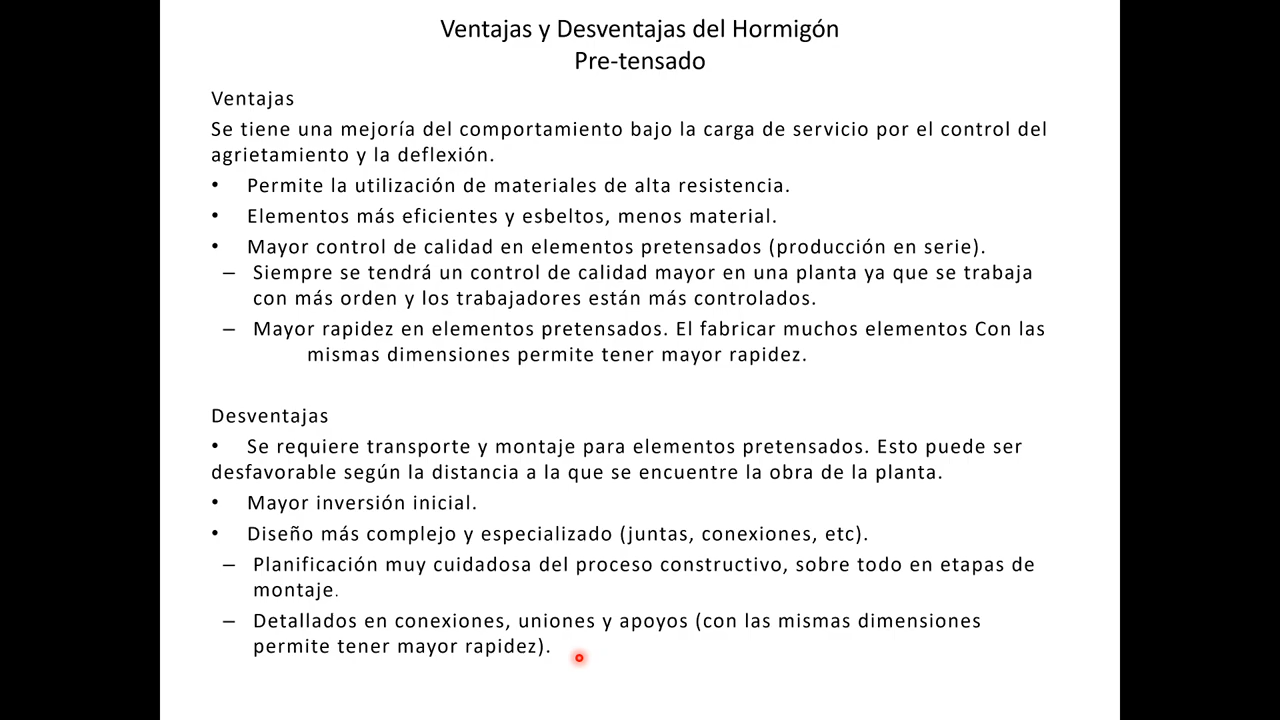 Ventajas y Desventajas del Hormigón
Pre-tensado
Ventajas
Se tiene una mejoría del comportamiento bajo la carga de servicio por el control del
agrietamiento y la deflexión.
• Permite la utilización de materiales de alta resistencia.
• Elementos más eficientes y esbeltos, menos material.
• Mayor control de calidad en elementos pretensados (producción en serie).
– Siempre se tendrá un control de calidad mayor en una planta ya que se trabaja
con más orden y los trabajadores están más controlados.
– Mayor rapidez en elementos pretensados. El fabricar muchos elementos Con las
mismas dimensiones permite tener mayor rapidez.
Desventajas
• Se requiere transporte y montaje para elementos pretensados. Esto puede ser
desfavorable según la distancia a la que se encuentre la obra de la planta.
• Mayor inversión inicial.
• Diseño más complejo y especializado (juntas, conexiones, etc).
– Planificación muy cuidadosa del proceso constructivo, sobre todo en etapas de
montaje.
– Detallados en conexiones, uniones y apoyos (con las mismas dimensiones
permite tener mayor rapidez).